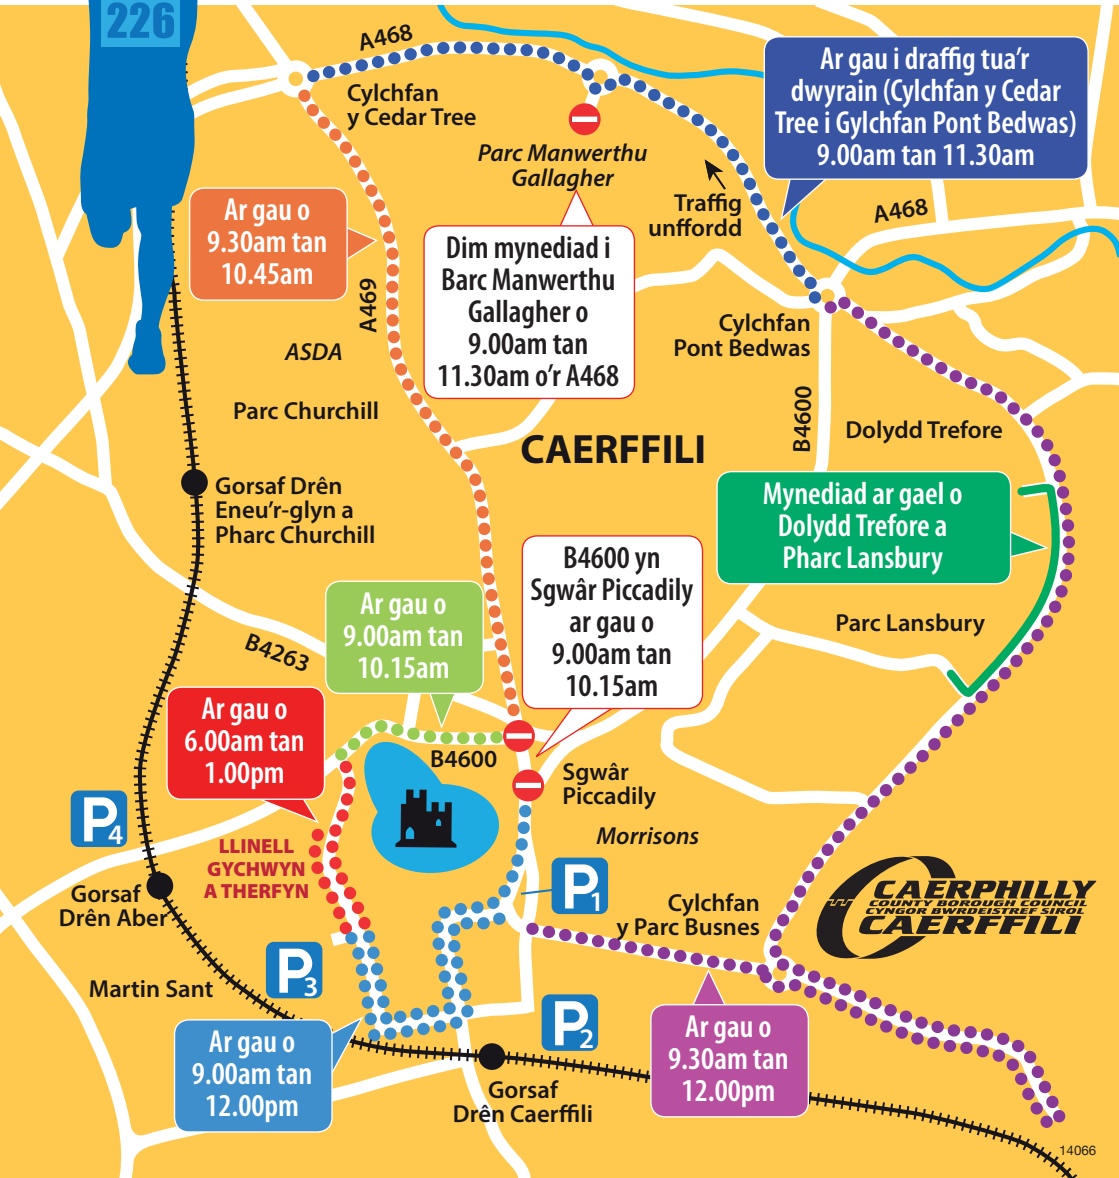 226
A468
Cylchfan
y Cedar Tree
Ar gau i draffig tua’r
dwyrain (Cylchfan y Cedar
Tree i Gylchfan Pont Bedwas)
9.00am tan 11.30am
Parc Manwerthu
Gallagher
Traffig
unffordd
A468
Ar gau o
9.30am tan
10.45am
Dim mynediad i
Barc Manwerthu
Gallagher o
9.00am tan
11.30am o’r A468
A469
ASDA
Cylchfan
Pont Bedwas
Parc Churchill
B4600
CAERFFILI
Dolydd Trefore
Gorsaf Drên
Eneu’r-glyn a
Pharc Churchill
Mynediad ar gael o
Dolydd Trefore a
Pharc Lansbury
B4600 yn
Sgwâr Piccadily
ar gau o
9.00am tan
10.15am
Ar gau o
9.00am tan
10.15am
Parc Lansbury
B4263
Ar gau o
6.00am tan
1.00pm
B4600
Sgwâr
Piccadily
Morrisons
P4
LLINELL
GYCHWYN
A THERFYN
Gorsaf
Drên Aber
P1
Cylchfan
y Parc Busnes
CAERPHILLY
COUNTY BOROUGH COUNCIL
CYNGOR BWRDEISTREF SIROL
CAERFFILI
P3
Martin Sant
P2
Ar gau o
9.00am tan
12.00pm
Ar gau o
9.30am tan
12.00pm
Gorsaf
Drên Caerffili
14066